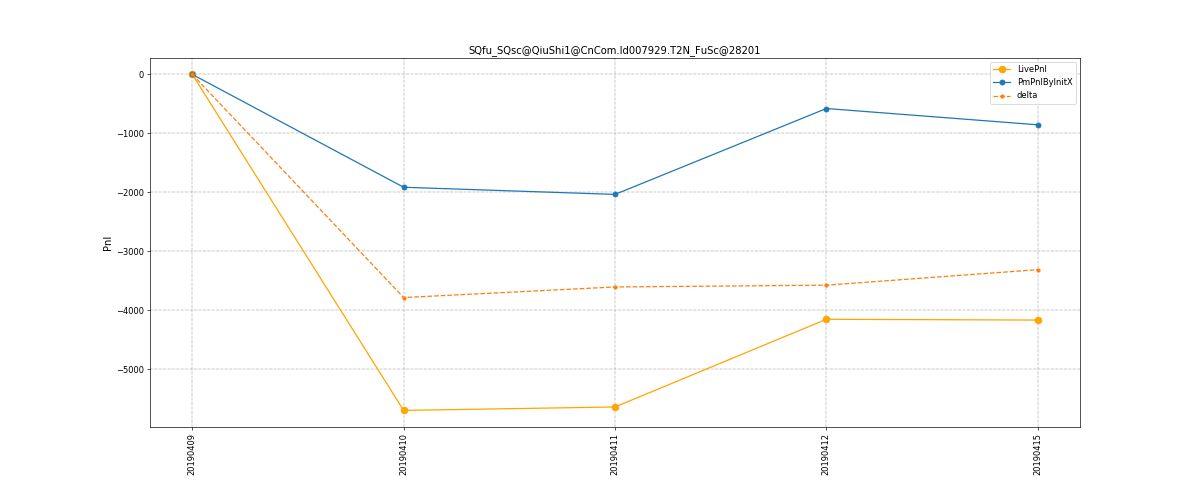 SQfu_SQsc@QiuShi1@CnCom.Id007929.T2N_FuSc@28201
LivePnl
PmPnlByInitX
delta
Pnl
0
−1000
−2000
−3000
−4000
−5000
20190409
20190410
20190411
20190412
20190415